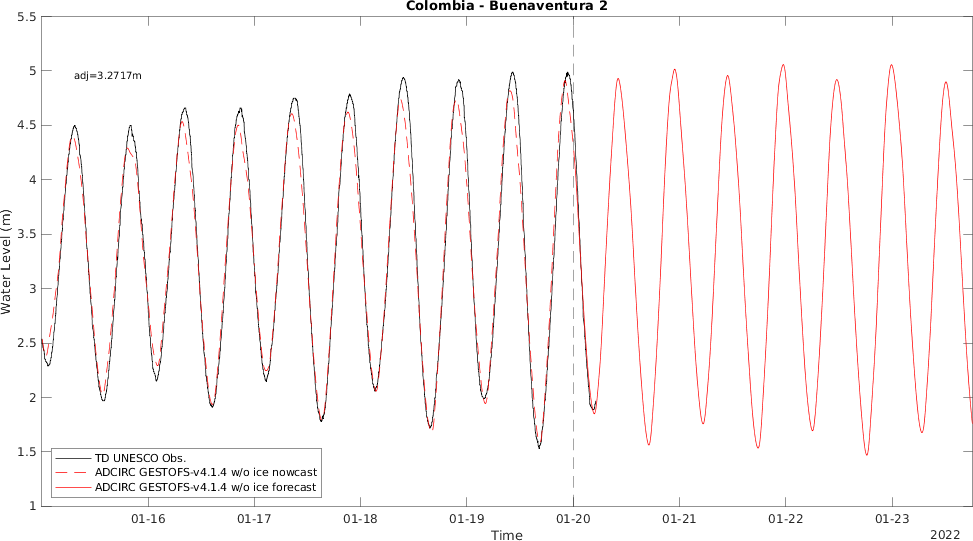 Colombia - Buenaventura 2
5.5
5
4.5
4
3.5
3
2.5
2
1.5
1
Water Level (m)
adj=3.2717m
TD UNESCO Obs.
ADCIRC GESTOFS-v4.1.4 w/o ice nowcast
ADCIRC GESTOFS-v4.1.4 w/o ice forecast
01-16 01-17 01-18 01-19 01-20 01-21 01-22 01-23
Time
2022